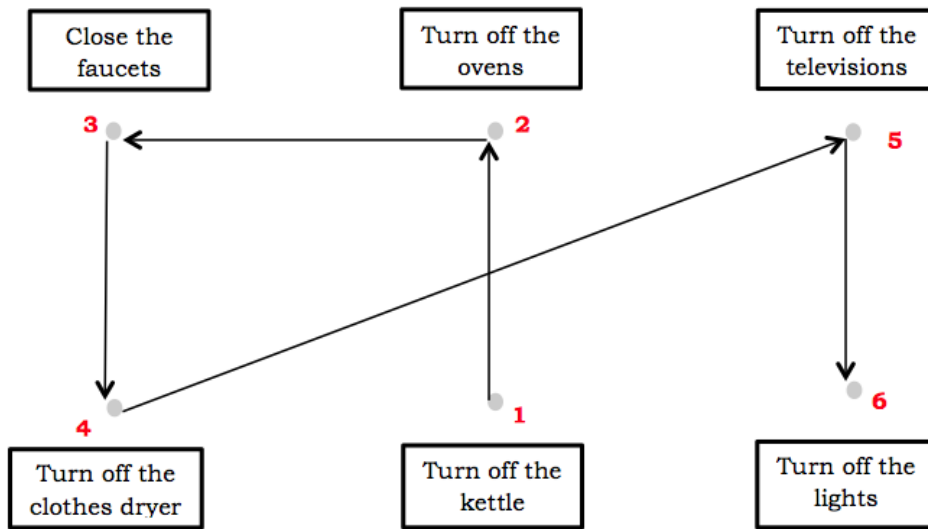 Close the
faucets
Turn off the
ovens
Turn off the
televisions
3
2
5
4
1
6
Turn off the
clothes dryer
Turn off the
kettle
Turn off the
lights